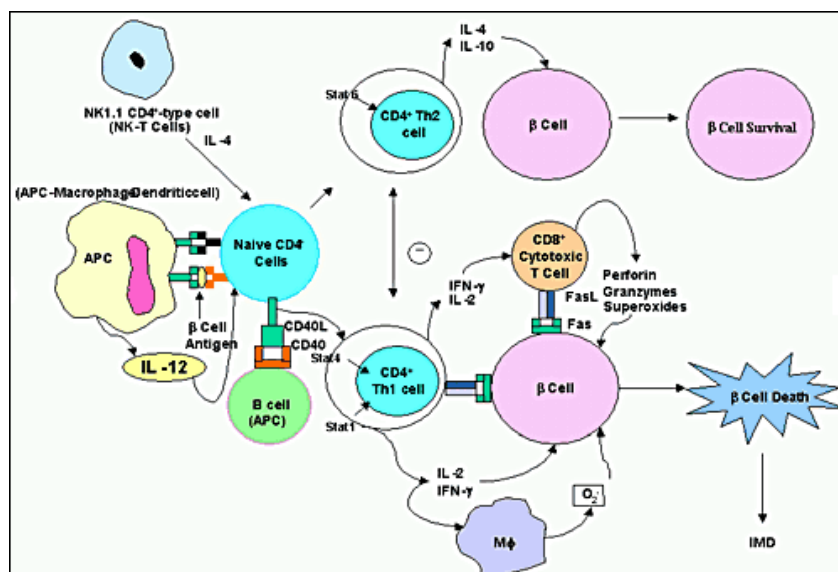 NK1.1 CD4⁺-type cell
(NK-T Cells)
IL -4
(APC-Macrophage-Dendriticcell)
APC
Naive CD4⁻
Cells
β Cell
Antigen
IL -12
CD40L
CD40
B cell
(APC)
Stat 6
CD4⁺ Th2
cell
IL -4
IL -10
β Cell
β Cell Survival
−
IFN-γ
IL -2
CD8⁺
Cytotoxic
T Cell
Perforin
Granzymes
Superoxides
FasL
Fas
Stat4
CD4⁺
Th1 cell
Stat1
β Cell
β Cell Death
IL -2
IFN-γ
Mϕ
O₂⁻
IMD